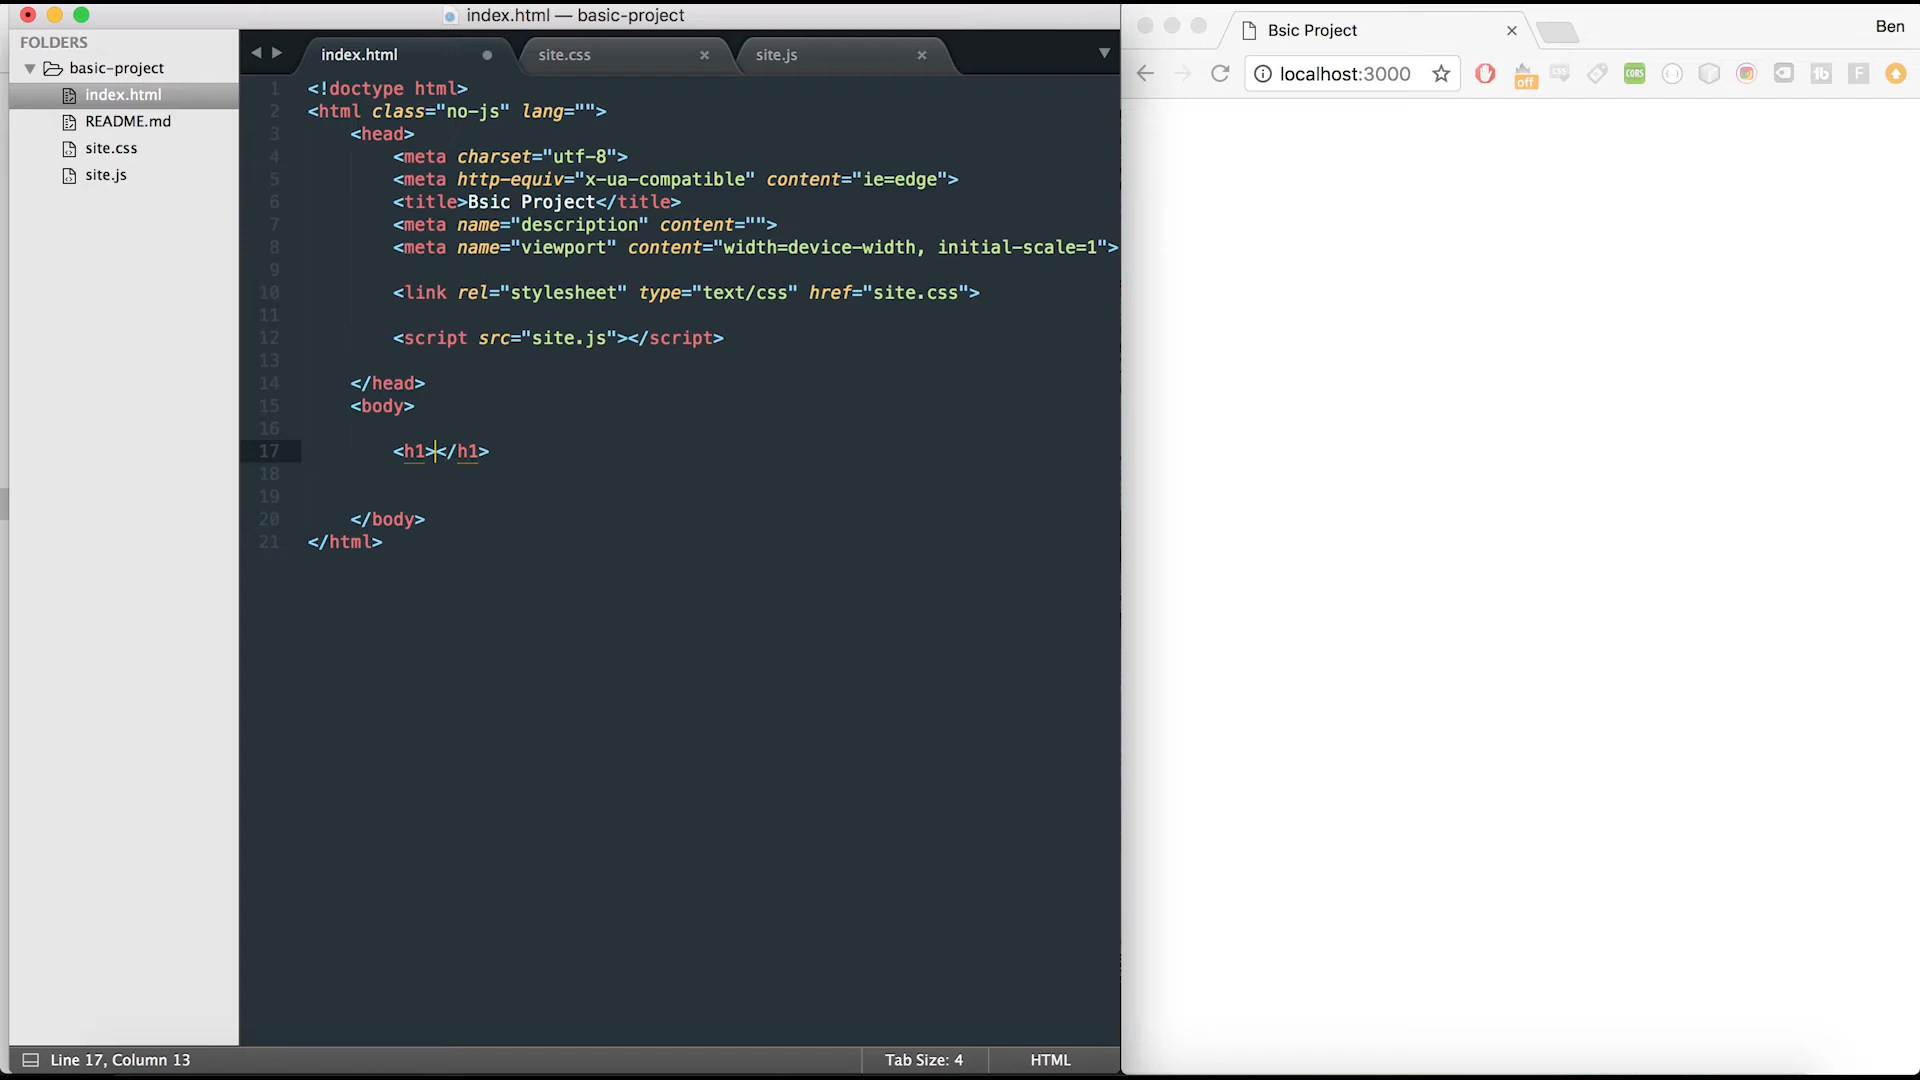 index.html — basic-project
FOLDERS
basic-project
index.html
README.md
site.css
site.js
index.html
site.css
site.js
1 <!doctype html>
2 <html class="no-js" lang="">
3 <head>
4 <meta charset="utf-8">
5 <meta http-equiv="x-ua-compatible" content="ie=edge">
6 <title>Bsic Project</title>
7 <meta name="description" content="">
8 <meta name="viewport" content="width=device-width, initial-scale=1">
9
10 <link rel="stylesheet" type="text/css" href="site.css">
11
12 <script src="site.js"></script>
13
14 </head>
15 <body>
16
17 <h1></h1>
18
19
20 </body>
21 </html>
Line 17, Column 13
Tab Size: 4
HTML
Bsic Project
Ben
localhost:3000
off
CSS
CORS
F